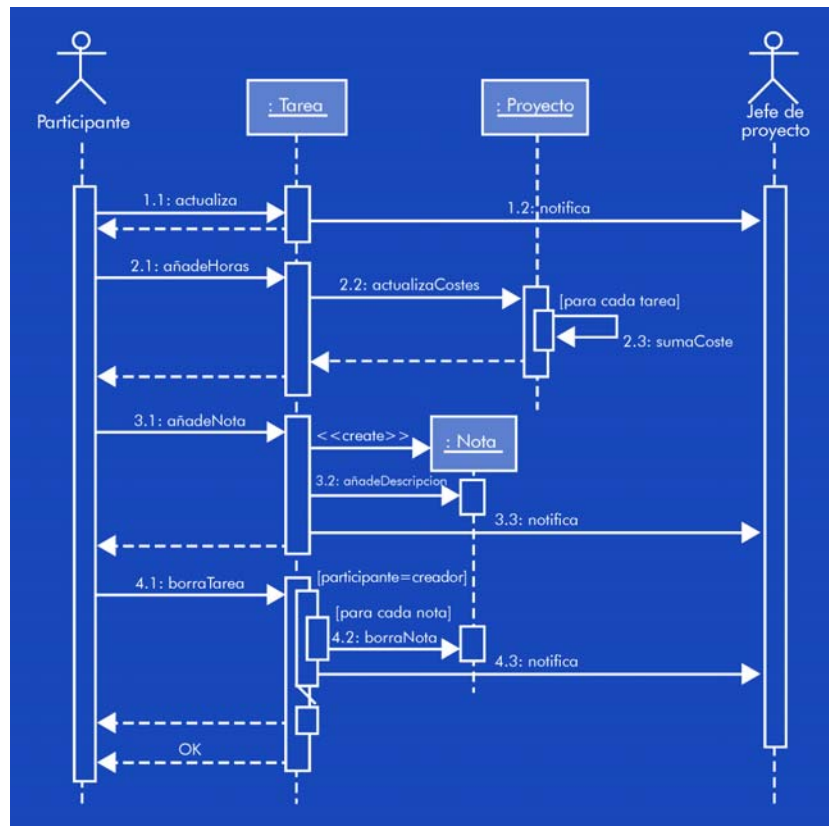 Participante
: Tarea
: Proyecto
Jefe de
proyecto
1.1: actualiza
1.2: notifica
2.1: añadeHoras
2.2: actualizaCostes
[para cada tarea]
2.3: sumaCoste
3.1: añadeNota
<<create>>
: Nota
3.2: añadeDescripcion
3.3: notifica
[participante=creador]
4.1: borraTarea
[para cada nota]
4.2: borraNota
4.3: notifica
OK